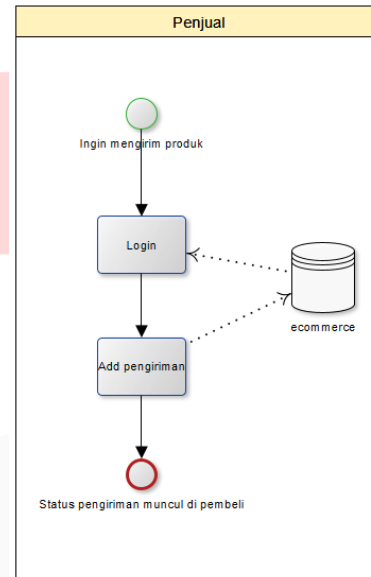 Penjual
Ingin mengirim produk
Login
ecommerce
Add pengiriman
Status pengiriman muncul di pembeli